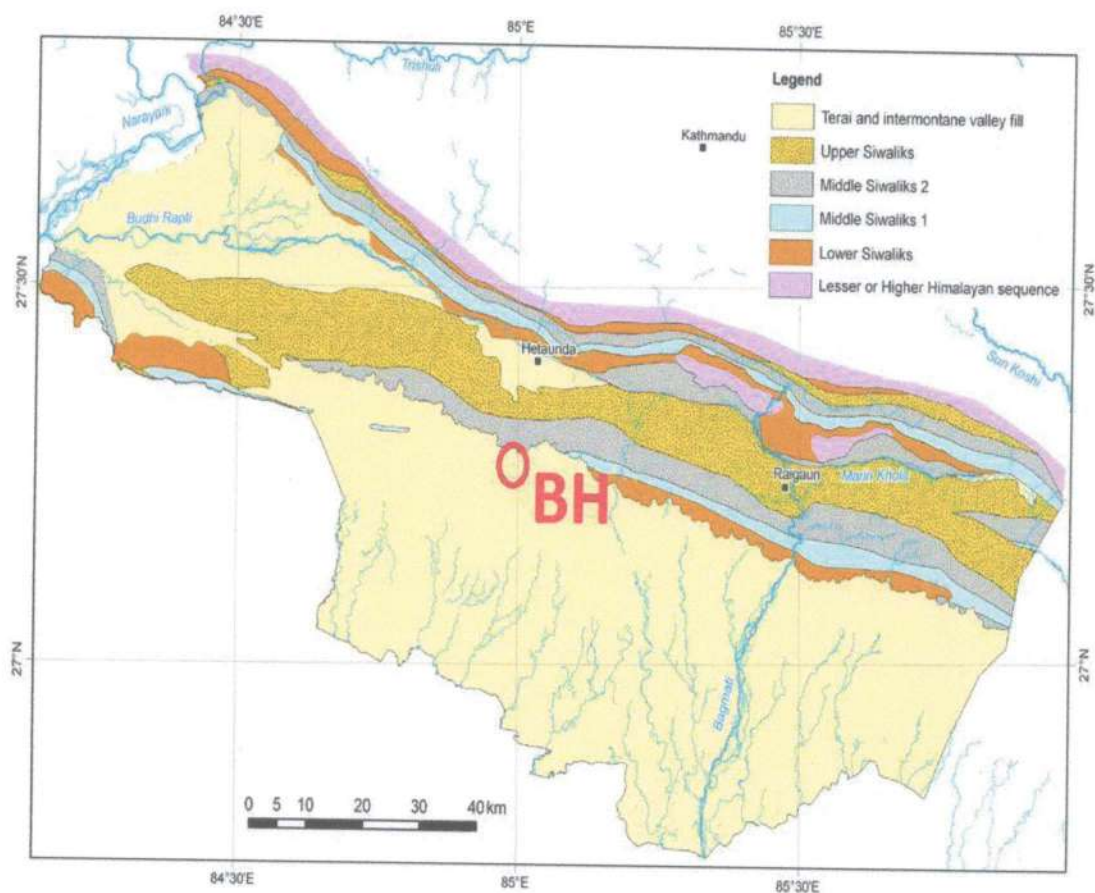 84°30'E
85°E
85°30'E
Legend
Terai and intermontane valley fill
Upper Siwaliks
Middle Siwaliks 2
Middle Siwaliks 1
Lower Siwaliks
Lesser or Higher Himalayan sequence
Trishuli
Narayani
Kathmandu
Budhi Rapti
27°30'N
27°30'N
Sun Koshi
Hetaunda
Raigaun
Marin Khola
BH
27°N
27°N
Bagmati
0 5 10 20 30 40 km
84°30'E
85°E
85°30'E